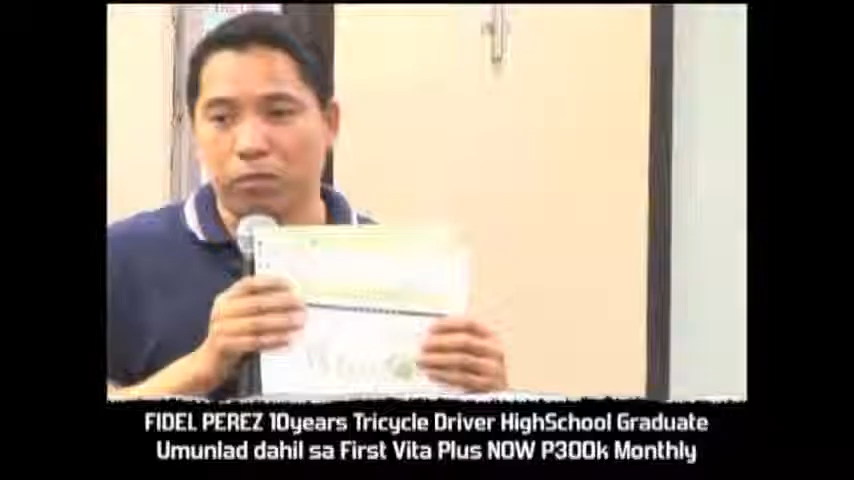 FIDEL PEREZ 10years Tricycle Driver HighSchool Graduate
Umunlad dahil sa First Vita Plus NOW P300k Monthly